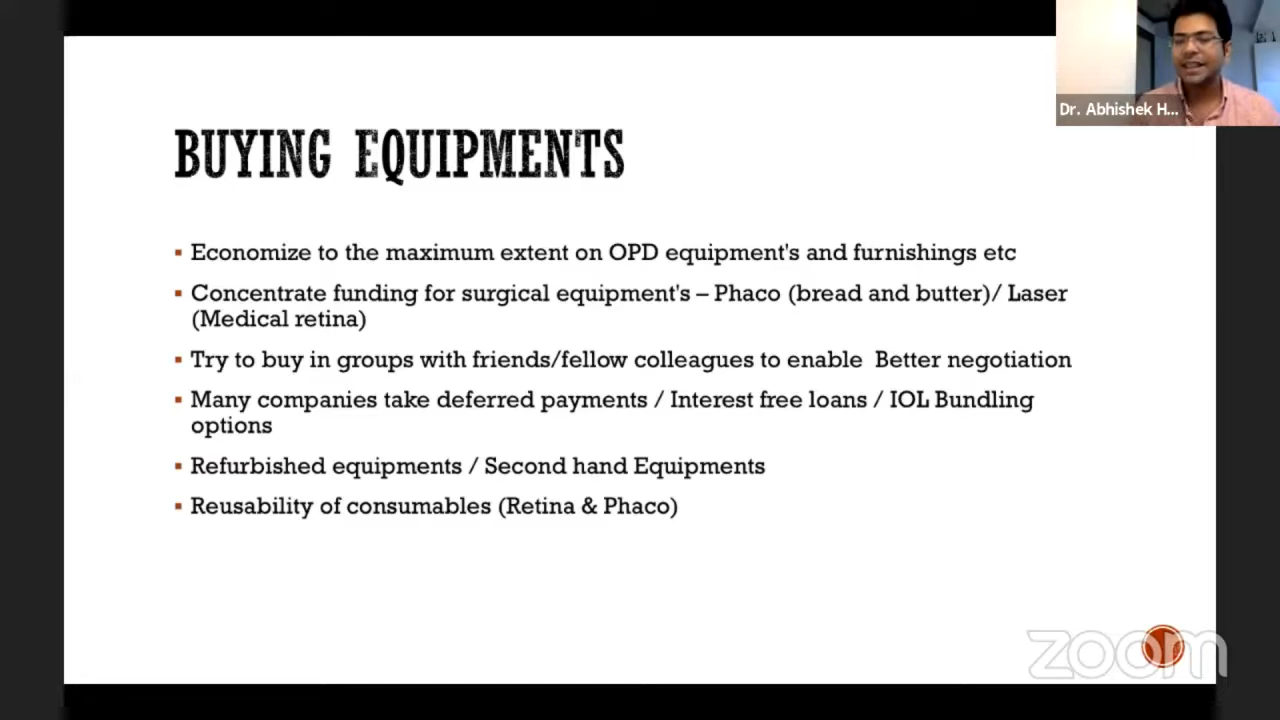 Dr. Abhishek H...
BUYING EQUIPMENTS
Economize to the maximum extent on OPD equipment's and furnishings etc
Concentrate funding for surgical equipment's – Phaco (bread and butter)/ Laser
(Medical retina)
Try to buy in groups with friends/fellow colleagues to enable Better negotiation
Many companies take deferred payments / Interest free loans / IOL Bundling
options
Refurbished equipments / Second hand Equipments
Reusability of consumables (Retina & Phaco)
zoom